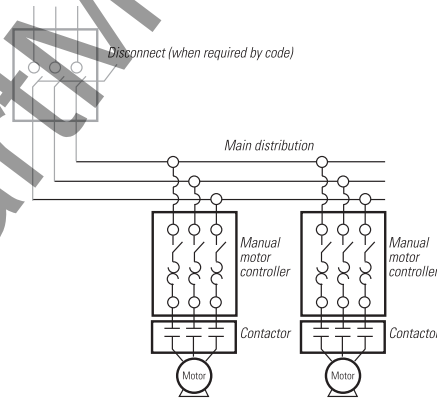 Disconnect (when required by code)
Main distribution
Manual
motor
controller
Manual
motor
controller
Contactor
Contactor
Motor
Motor